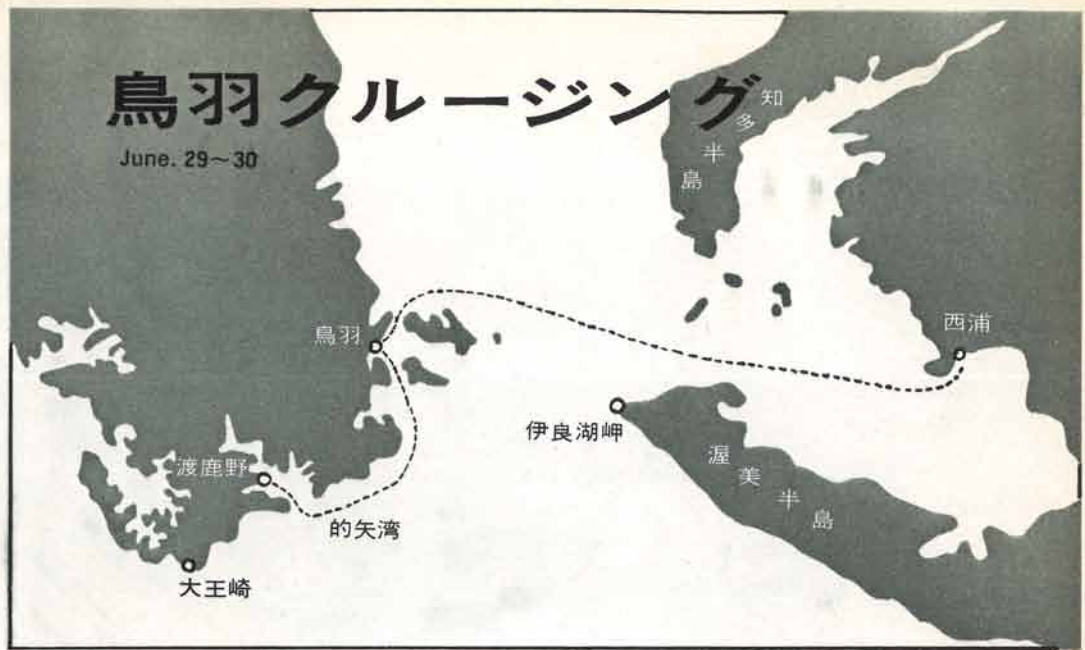 鳥羽クルージング
June. 29~30
知多半島
鳥羽
西浦
伊良湖岬
渥美半島
渡鹿野
的矢湾
大王崎